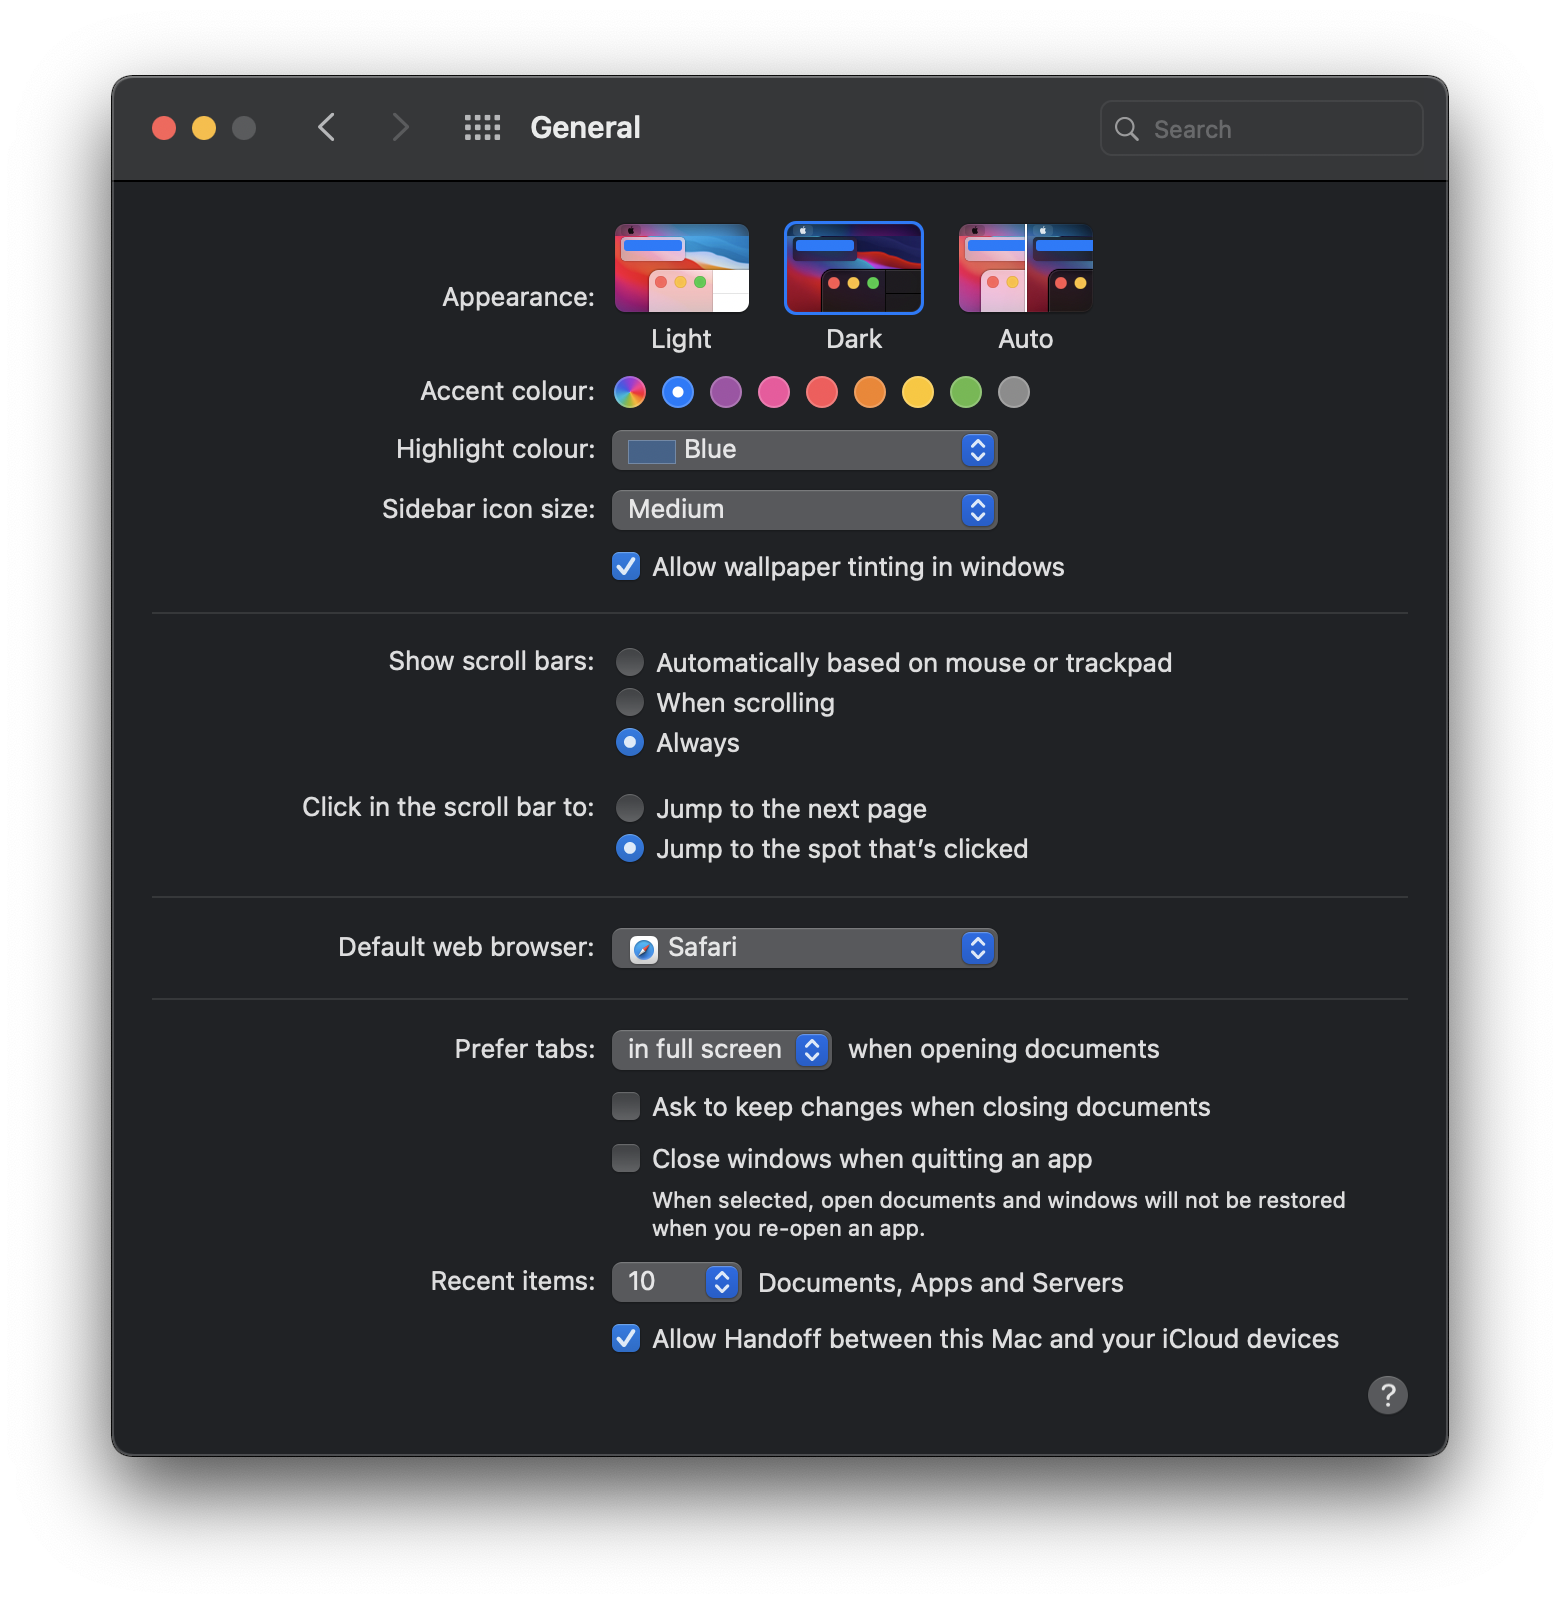 General
Search
Appearance:
Light
Dark
Auto
Accent colour:
Highlight colour:
Blue
Sidebar icon size:
Medium
Allow wallpaper tinting in windows
Show scroll bars:
Automatically based on mouse or trackpad
When scrolling
Always
Click in the scroll bar to:
Jump to the next page
Jump to the spot that’s clicked
Default web browser:
Safari
Prefer tabs:
in full screen
when opening documents
Ask to keep changes when closing documents
Close windows when quitting an app
When selected, open documents and windows will not be restored
when you re-open an app.
Recent items:
10
Documents, Apps and Servers
Allow Handoff between this Mac and your iCloud devices
?